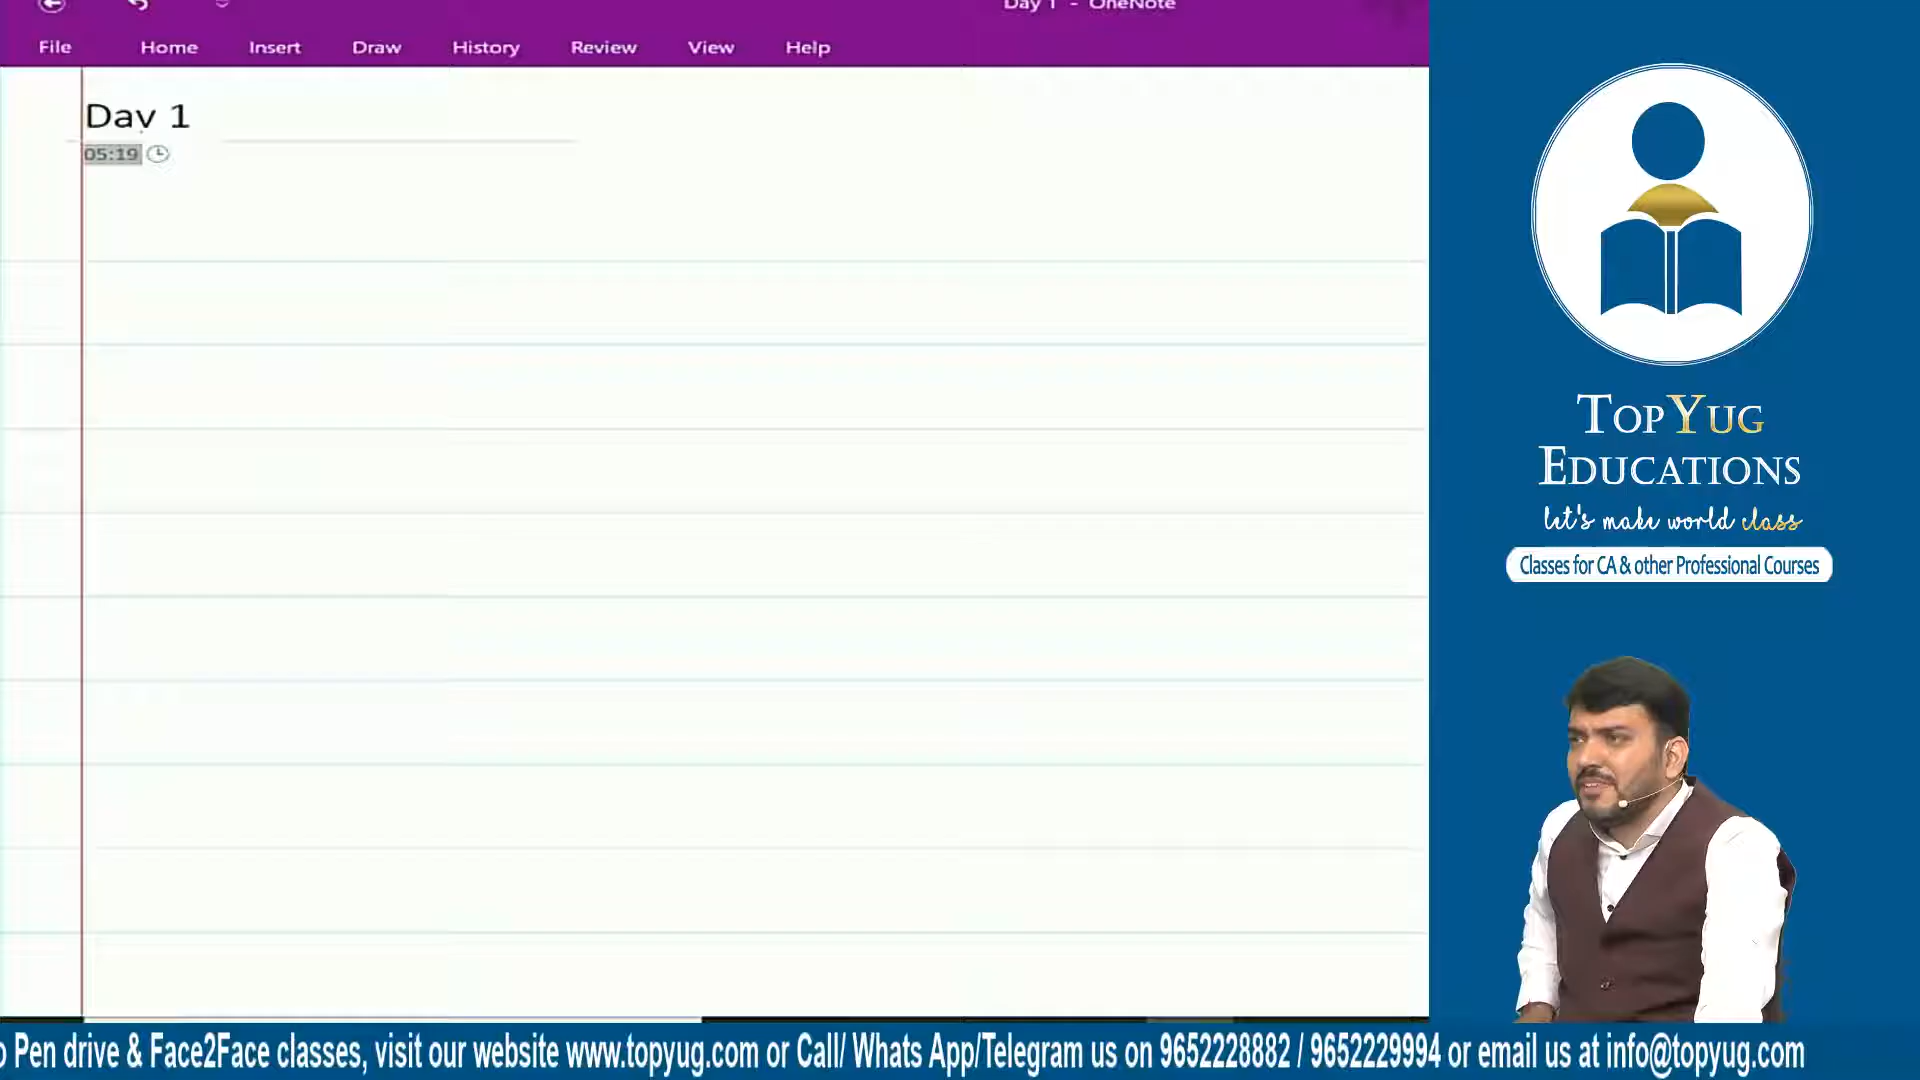 Day 1 - OneNote
File Home Insert Draw History Review View Help
Day 1
05:19
TOPYUG
EDUCATIONS
let's make world class
Classes for CA & other Professional Courses
Pen drive & Face2Face classes, visit our website www.topyug.com or Call/ Whats App/Telegram us on 9652228882 / 9652229994 or email us at info@topyug.com